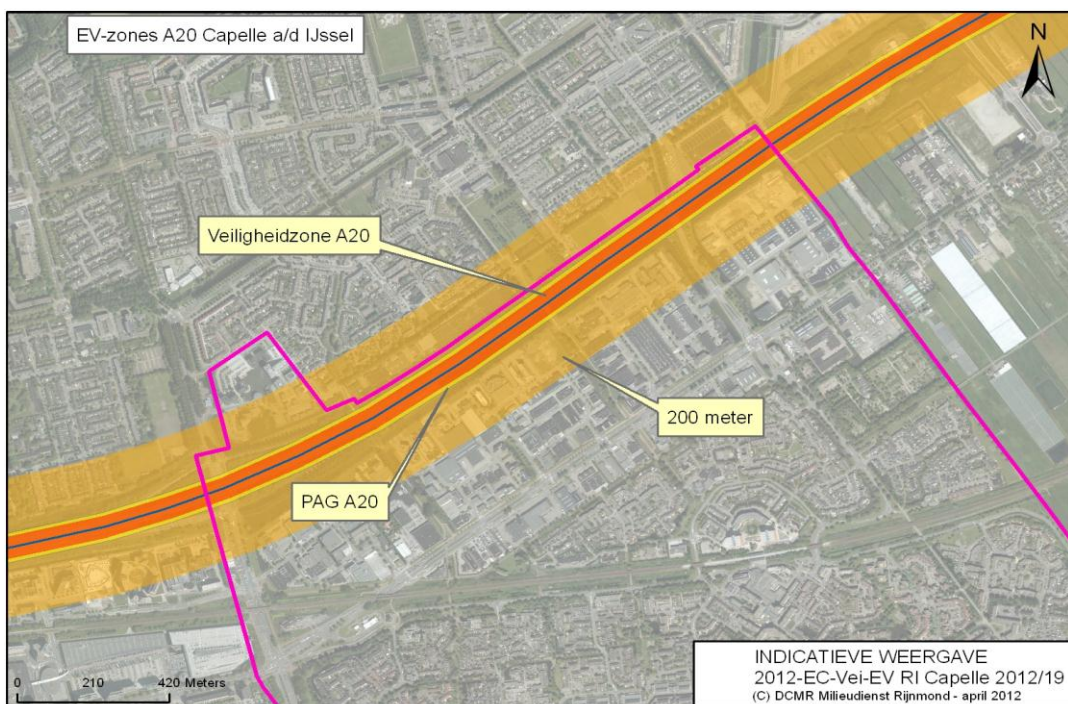 EV-zones A20 Capelle a/d IJssel
N
Veiligheidzone A20
200 meter
PAG A20
0 210 420 Meters
INDICATIEVE WEERGAVE
2012-EC-Vei-EV RI Capelle 2012/19
(C) DCMR Milieudienst Rijnmond - april 2012